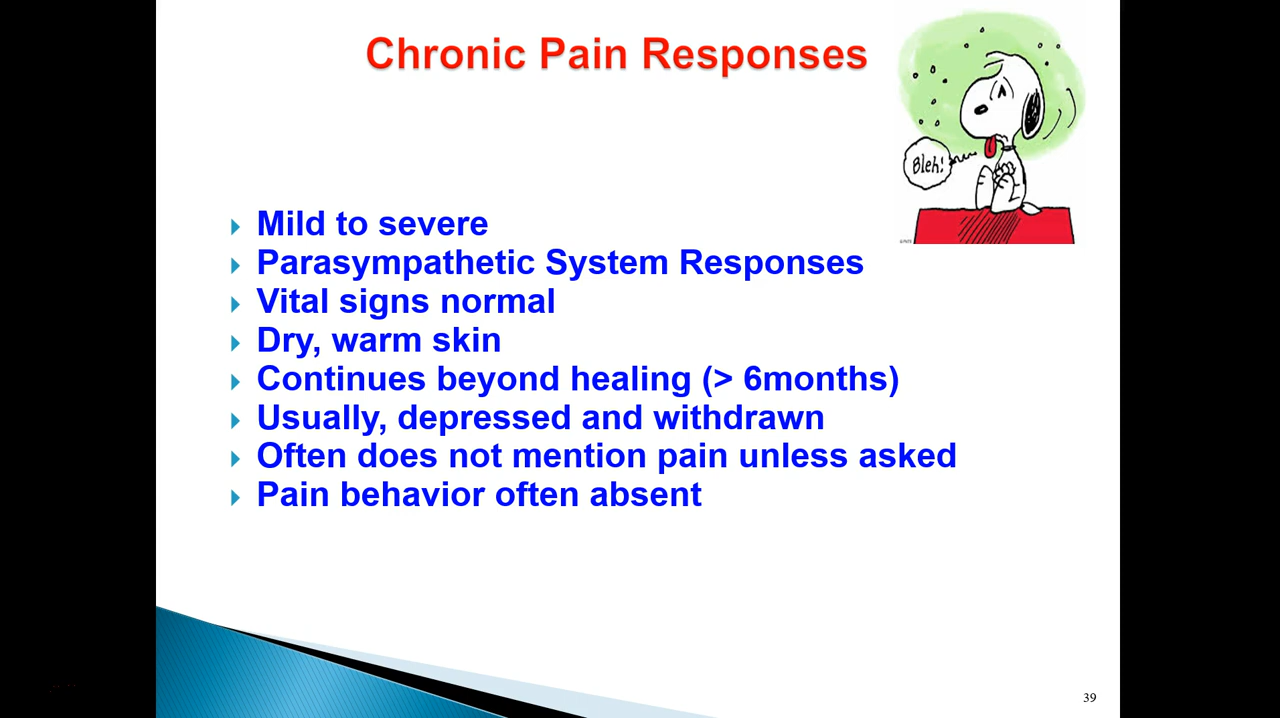 Chronic Pain Responses
Bleh!
Mild to severe
Parasympathetic System Responses
Vital signs normal
Dry, warm skin
Continues beyond healing (> 6months)
Usually, depressed and withdrawn
Often does not mention pain unless asked
Pain behavior often absent
39